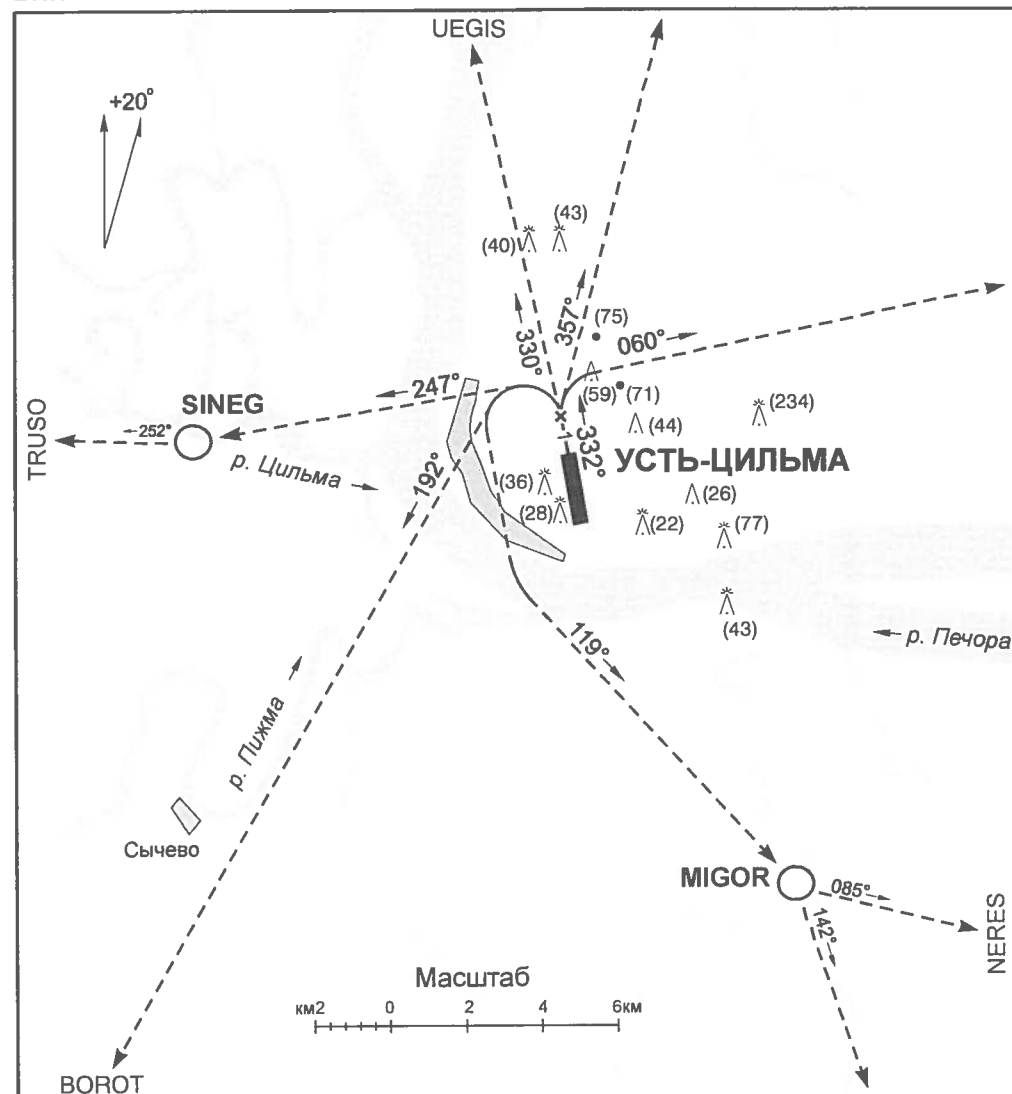 UEGIS
+20°
(43)
(40)
(75)
330°
357°
060°
247°
(59)
(71)
SINEG
(234)
(44)
TRUSO
252°
1
332°
УСТЬ-ЦИЛЬМА
р. Цильма
192°
(36)
(26)
(28)
(22)
(77)
(43)
119°
р. Печора
р. Пижма
Сычево
MIGOR
085°
142°
NERES
Масштаб
км2 0 2 4 6км
BOROT